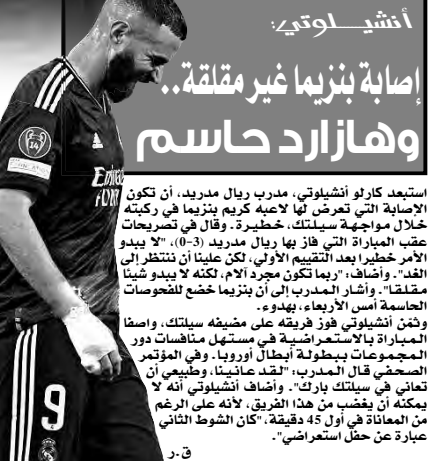 أنشيـــلوتي:
إصابة بنزيما غير مقلقة..
وهازارد حاسم
استبعد كارلو أنشيلوتي، مدرب ريال مدريد، أن تكون
الإصابة التي تعرض لها لاعبه كريم بنزيما في ركبته
خلال مواجهة سيلتك، خطيرة. وقال في تصريحات
عقب المباراة التي فاز بها ريال مدريد (3-0)، "لا يبدو
الأمر خطيرا بعد التقييم الأولي، لكن علينا أن ننتظر إلى
الغد". وأضاف: "ربما تكون مجرد آلام، لكنه لا يبدو شيئا
مقلقا". وأشار المدرب إلى أن بنزيما خضع للفحوصات
الحاسمة أمس الأربعاء، بهدوء.
وثمن أنشيلوتي فوز فريقه على مضيفه سيلتك، واصفا
المباراة بالاستعراضية في مستهل منافسات دور
المجموعات ببطولة أبطال أوروبا. وفي المؤتمر
الصحفي قال المدرب: "لقد عانينا، وطبيعي أن
تعاني في سيلتك بارك". وأضاف أنشيلوتي أنه لا
يمكنه أن يغضب من هذا الفريق، لأنه على الرغم
من المعاناة في أول 45 دقيقة، "كان الشوط الثاني
عبارة عن حفل استعراضي".
ق.ر
14
Emirates
9